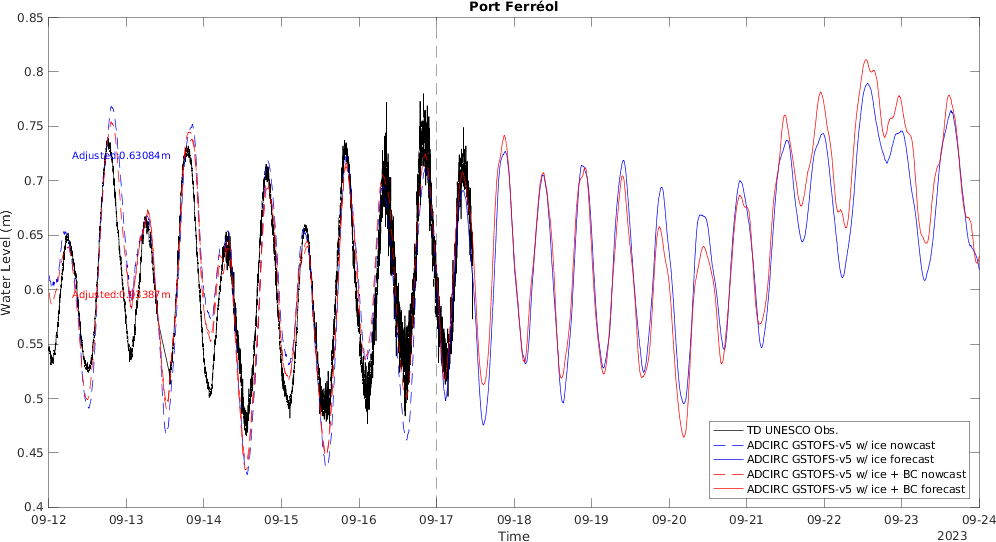 Port Ferréol
0.85
0.8
0.75
0.7
0.65
0.6
0.55
0.5
0.45
0.4
Water Level (m)
Adjusted:0.63084m
TD UNESCO Obs.
ADCIRC GSTOFS-v5 w/ ice nowcast
ADCIRC GSTOFS-v5 w/ ice forecast
ADCIRC GSTOFS-v5 w/ ice + BC nowcast
ADCIRC GSTOFS-v5 w/ ice + BC forecast
09-12 09-13 09-14 09-15 09-16 09-17 09-18 09-19 09-20 09-21 09-22 09-23 09-24
Time
2023